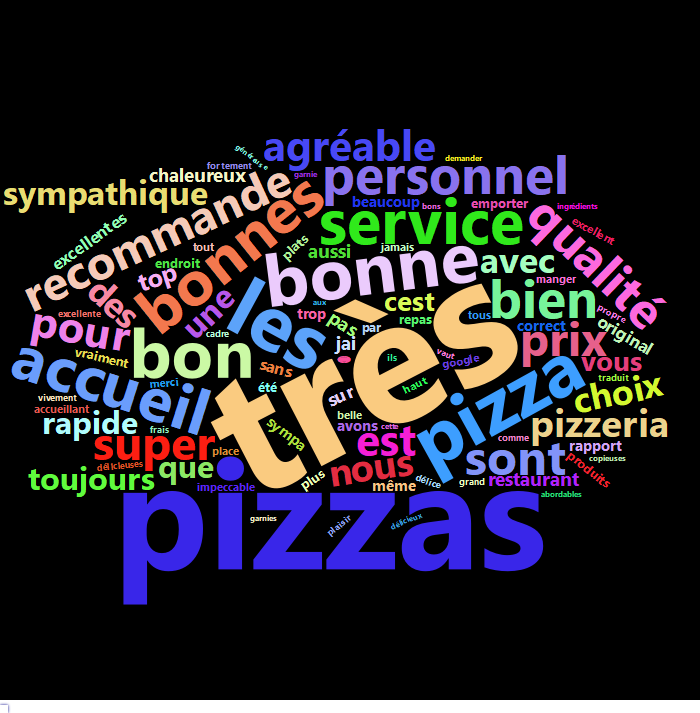 générale
agréable
demander
fortement
chaleureux
garnie
personnel
sympathique
recommande
bonnes
beaucoup
bons
emporter
ingrédients
service
qualité
excellent
excellentes
tout
plats
aussi
jamais
endroit
top
bonne
avec
manger
des
une
les
aux
cest
très
bien
propre
excellente
pour
trop
pas
par
repas
tous
correct
original
cadre
bon
jai
prix
vraiment
accueil
sans
ils
vaut
google
vous
merci
été
haut
pizza
traduit
choix
vivement
accueillant
sur
belle
rapide
frais
sympa
avons
cette
est
comme
pizzeria
super
place
rapport
délicieuses
que
nous
sont
copieuses
produits
toujours
impeccable
plus
même
délice
grand
restaurant
abordables
pizzas
garnies
plaisir
délicieux